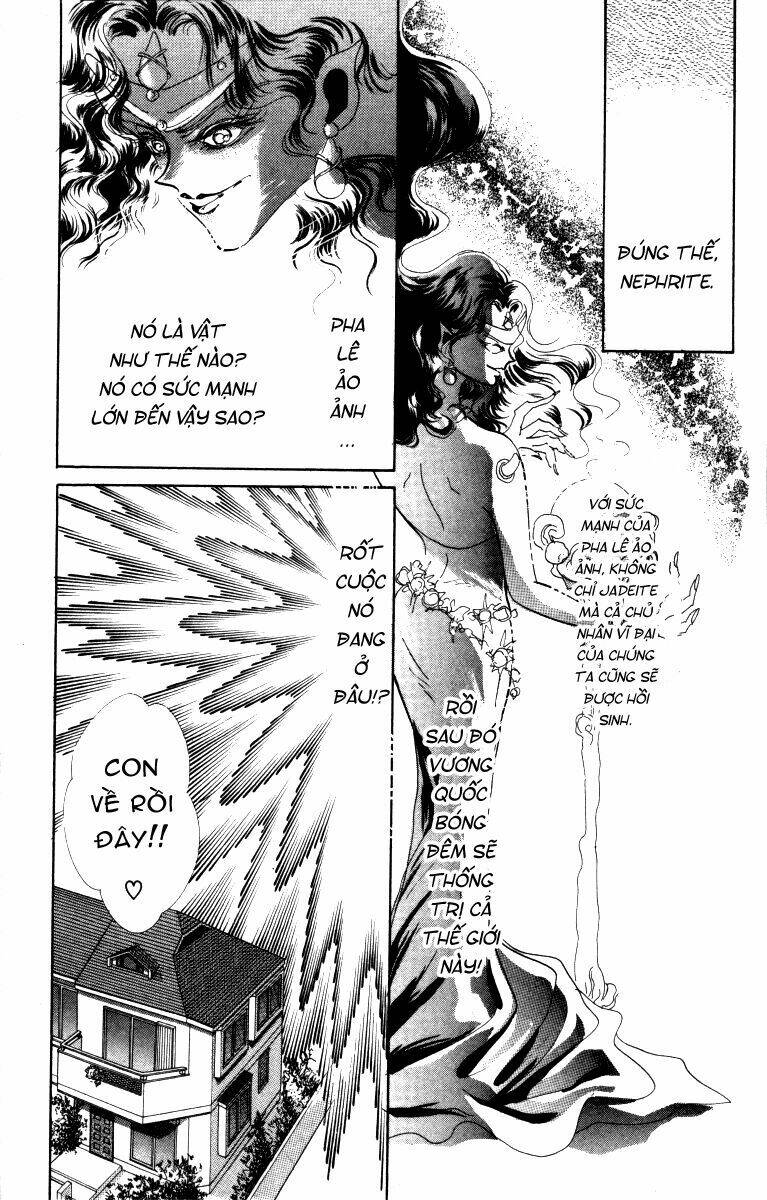 ĐÚNG THẾ,
NEPHRITE.
VỚI SỨC
MẠNH CỦA
PHA LÊ ẢO
ẢNH, KHÔNG
CHỈ JADEITE
MÀ CẢ CHỦ
NHÂN VĨ ĐẠI
CỦA CHÚNG
TA CŨNG SẼ
ĐƯỢC HỒI
SINH.
RỒI
SAU ĐÓ
VƯƠNG
QUỐC
BÓNG
ĐÊM SẼ
THỐNG
TRỊ CẢ
THẾ GIỚI
NÀY!
PHA
LÊ
ẢO
ẢNH
...
NÓ LÀ VẬT
NHƯ THẾ NÀO?
NÓ CÓ SỨC MẠNH
LỚN ĐẾN VẬY SAO?
RỐT
CUỘC
NÓ
ĐANG
Ở
ĐÂU!?
CON
VỀ RỒI
ĐÂY!!
♡